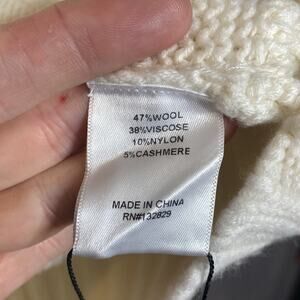 47%WOOL
38%VISCOSE
10%NYLON
5%CASHMERE
MADE IN CHINA
RN#132829